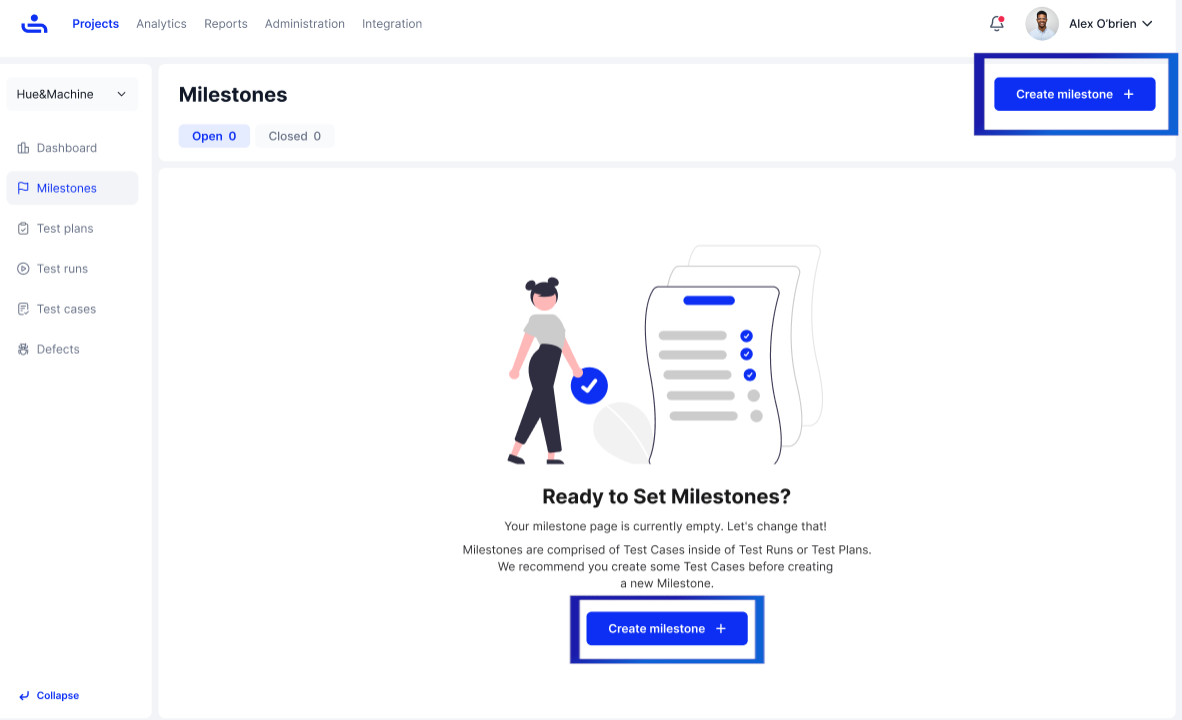 Projects Analytics Reports Administration Integration Alex O'brien
Hue&Machine
Dashboard
Milestones
Test plans
Test runs
Test cases
Defects
Collapse
Milestones
Create milestone +
Open 0 Closed 0
Ready to Set Milestones?
Your milestone page is currently empty. Let's change that!
Milestones are comprised of Test Cases inside of Test Runs or Test Plans.
We recommend you create some Test Cases before creating
a new Milestone.
Create milestone +